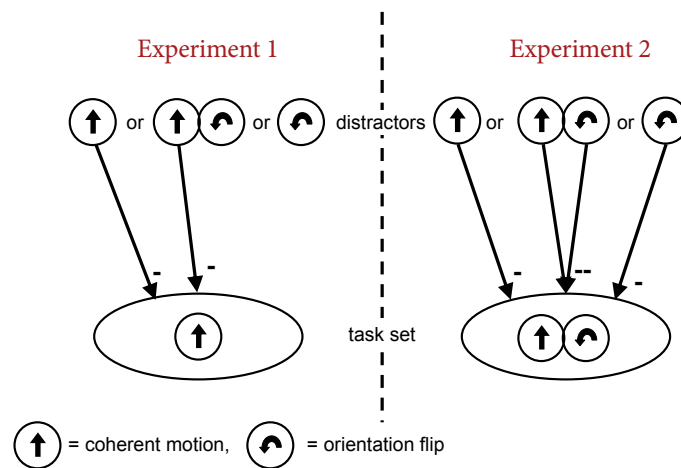 Experiment 1
Experiment 2
or or distractors or or
- - - -- -
task set
= coherent motion, = orientation flip